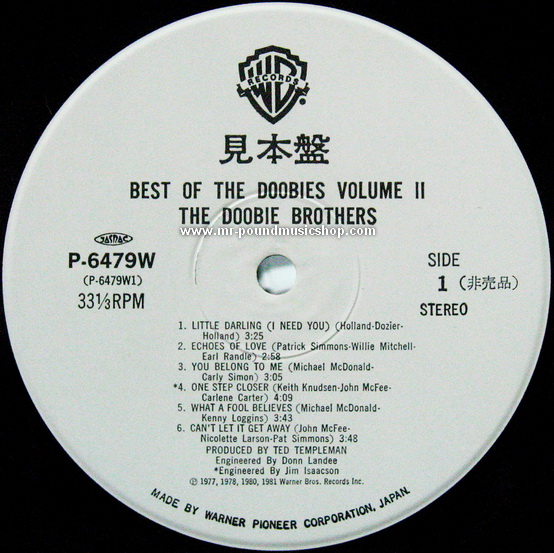 RECORDS
見本盤
BEST OF THE DOOBIES VOLUME II
THE DOOBIE BROTHERS
www.mr-poundmusicshop.com
JASRAC
P-6479W
(P-6479W1)
33⅓RPM
SIDE
1 (非売品)
STEREO
1. LITTLE DARLING (I NEED YOU) (Holland-Dozier-
Holland) 3:25
2. ECHOES OF LOVE (Patrick Simmons-Willie Mitchell-
Earl Randle) 2:58
3. YOU BELONG TO ME (Michael McDonald-
Carly Simon) 3:05
*4. ONE STEP CLOSER (Keith Knudsen-John McFee-
Carlene Carter) 4:09
5. WHAT A FOOL BELIEVES (Michael McDonald-
Kenny Loggins) 3:43
6. CAN'T LET IT GET AWAY (John McFee-
Nicolette Larson-Pat Simmons) 3:48
PRODUCED BY TED TEMPLEMAN
Engineered By Donn Landee
*Engineered By Jim Isaacson
Ⓟ 1977, 1978, 1980, 1981 Warner Bros. Records Inc.
MADE BY WARNER PIONEER CORPORATION, JAPAN.